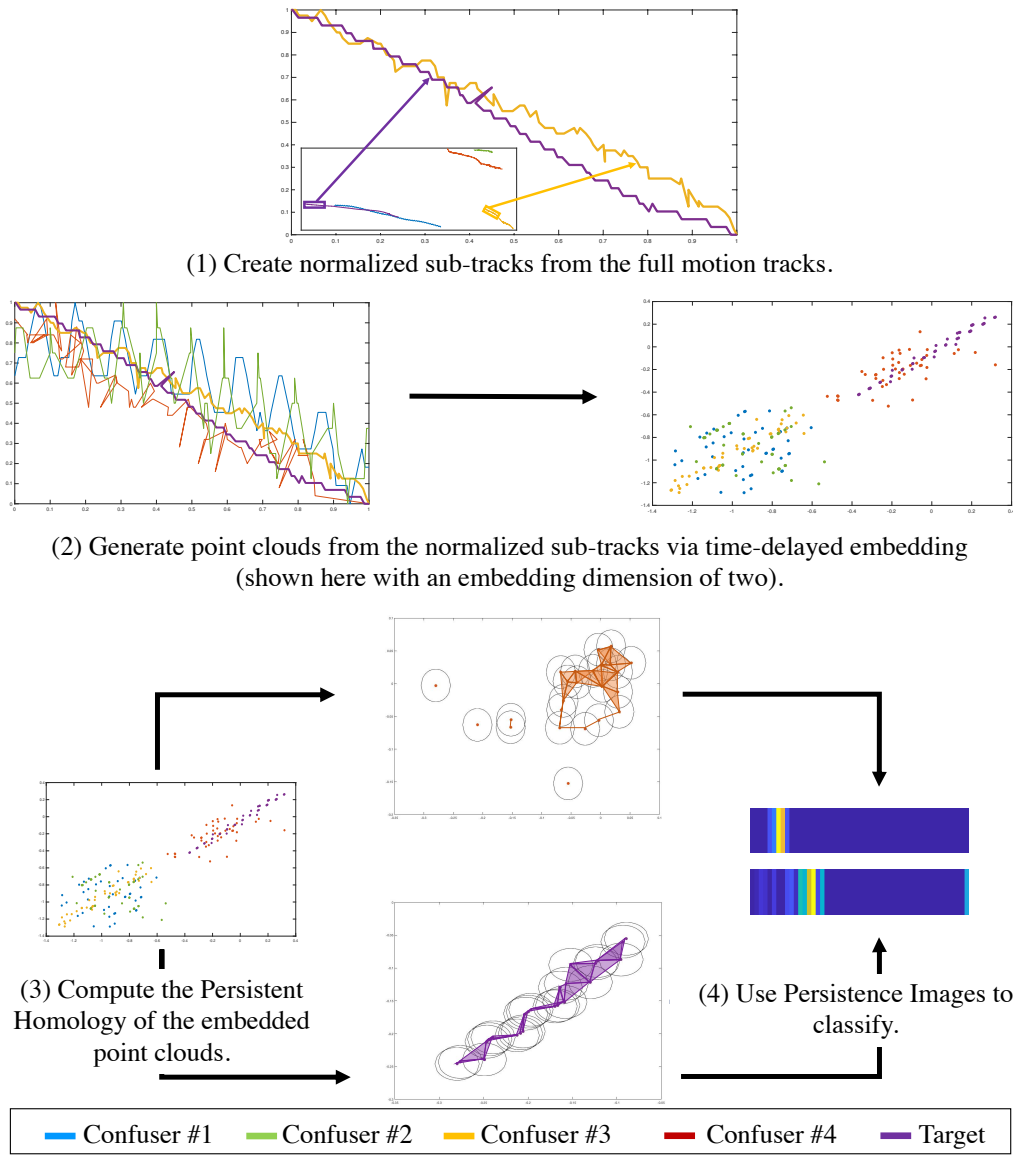 (1) Create normalized sub-tracks from the full motion tracks.
(2) Generate point clouds from the normalized sub-tracks via time-delayed embedding
(shown here with an embedding dimension of two).
(3) Compute the Persistent
Homology of the embedded
point clouds.
(4) Use Persistence Images to
classify.
Confuser #1 Confuser #2 Confuser #3 Confuser #4 Target